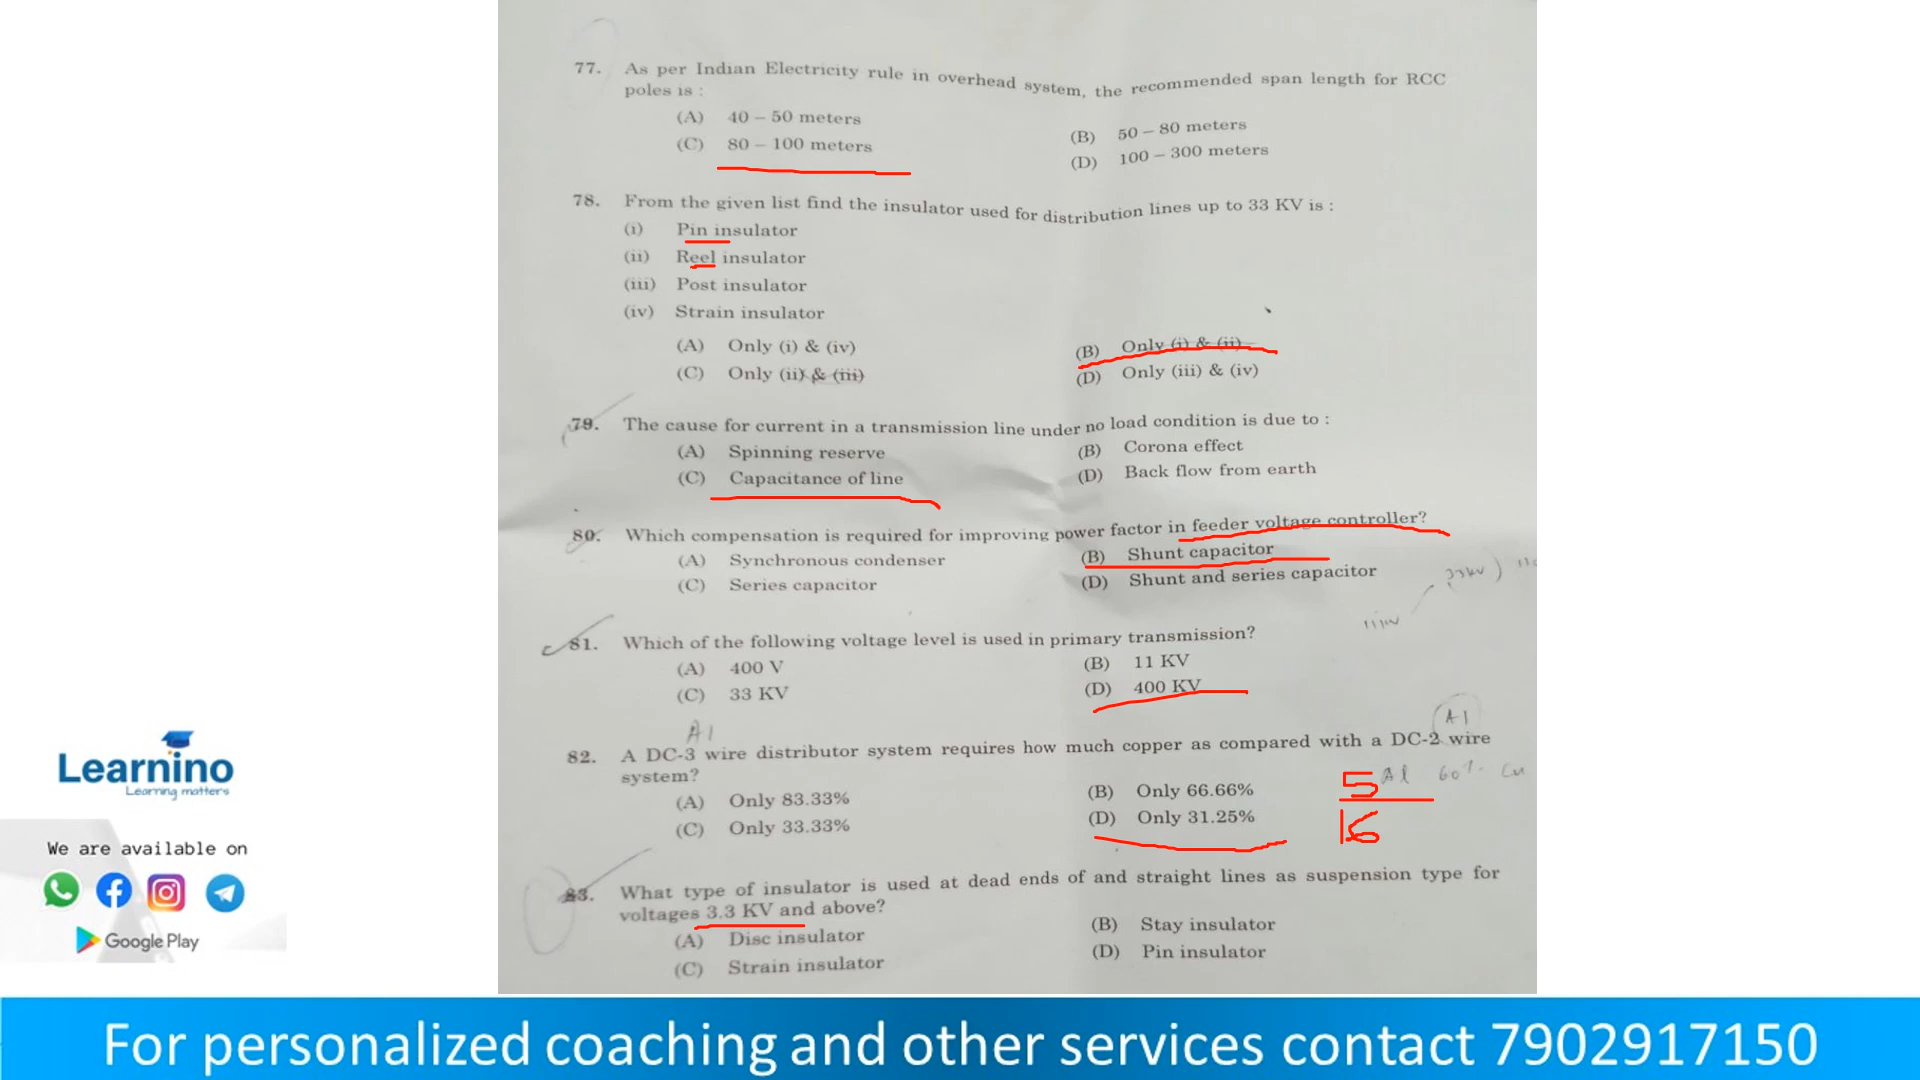 77. As per Indian Electricity rule in overhead system, the recommended span length for RCC
poles is :
(A) 40 – 50 meters
(B) 50 – 80 meters
(C) 80 – 100 meters
(D) 100 – 300 meters
78. From the given list find the insulator used for distribution lines up to 33 KV is :
(i) Pin insulator
(ii) Reel insulator
(iii) Post insulator
(iv) Strain insulator
(A) Only (i) & (iv)
(B) Only (i) & (ii)
(C) Only (ii) & (iii)
(D) Only (iii) & (iv)
79. The cause for current in a transmission line under no load condition is due to :
(A) Spinning reserve
(B) Corona effect
(C) Capacitance of line
(D) Back flow from earth
80. Which compensation is required for improving power factor in feeder voltage controller?
(A) Synchronous condenser
(B) Shunt capacitor
(C) Series capacitor
(D) Shunt and series capacitor
81. Which of the following voltage level is used in primary transmission?
(A) 400 V
(B) 11 KV
(C) 33 KV
(D) 400 KV
Al
Al
82. A DC-3 wire distributor system requires how much copper as compared with a DC-2 wire
system?
5 Al 60% Cu
16
(A) Only 83.33%
(B) Only 66.66%
(C) Only 33.33%
(D) Only 31.25%
83. What type of insulator is used at dead ends of and straight lines as suspension type for
voltages 3.3 KV and above?
(A) Disc insulator
(B) Stay insulator
(C) Strain insulator
(D) Pin insulator
Learnino
Learning matters
We are available on
Google Play
For personalized coaching and other services contact 7902917150